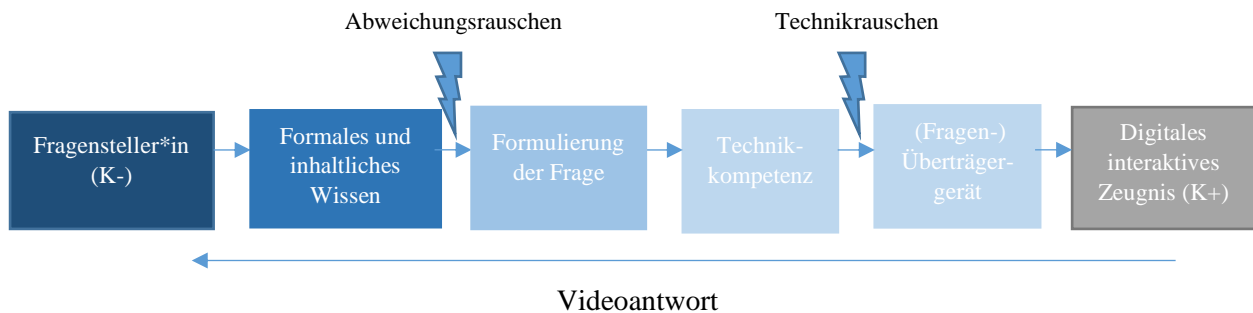 Abweichungsrauschen
Technikrauschen
Fragensteller*in
(K-)
Formales und
inhaltliches
Wissen
Formulierung
der Frage
Technik-
kompetenz
(Fragen-)
Überträger-
gerät
Digitales
interaktives
Zeugnis (K+)
Videoantwort